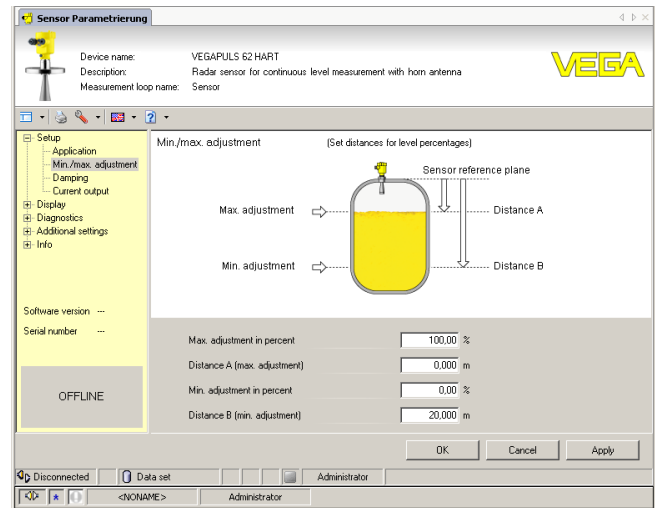 Sensor Parametrierung
Device name: VEGAPULS 62 HART
Description: Radar sensor for continuous level measurement with horn antenna
Measurement loop name: Sensor
VEGA
Setup
Application
Min./max. adjustment
Damping
Current output
Display
Diagnostics
Additional settings
Info
Software version ---
Serial number ---
OFFLINE
Min./max. adjustment (Set distances for level percentages)
Sensor reference plane
Max. adjustment Distance A
Min. adjustment Distance B
Max. adjustment in percent 100,00 %
Distance A (max. adjustment) 0,000 m
Min. adjustment in percent 0,00 %
Distance B (min. adjustment) 20,000 m
OK Cancel Apply
Disconnected Data set Administrator
<NONAME> Administrator